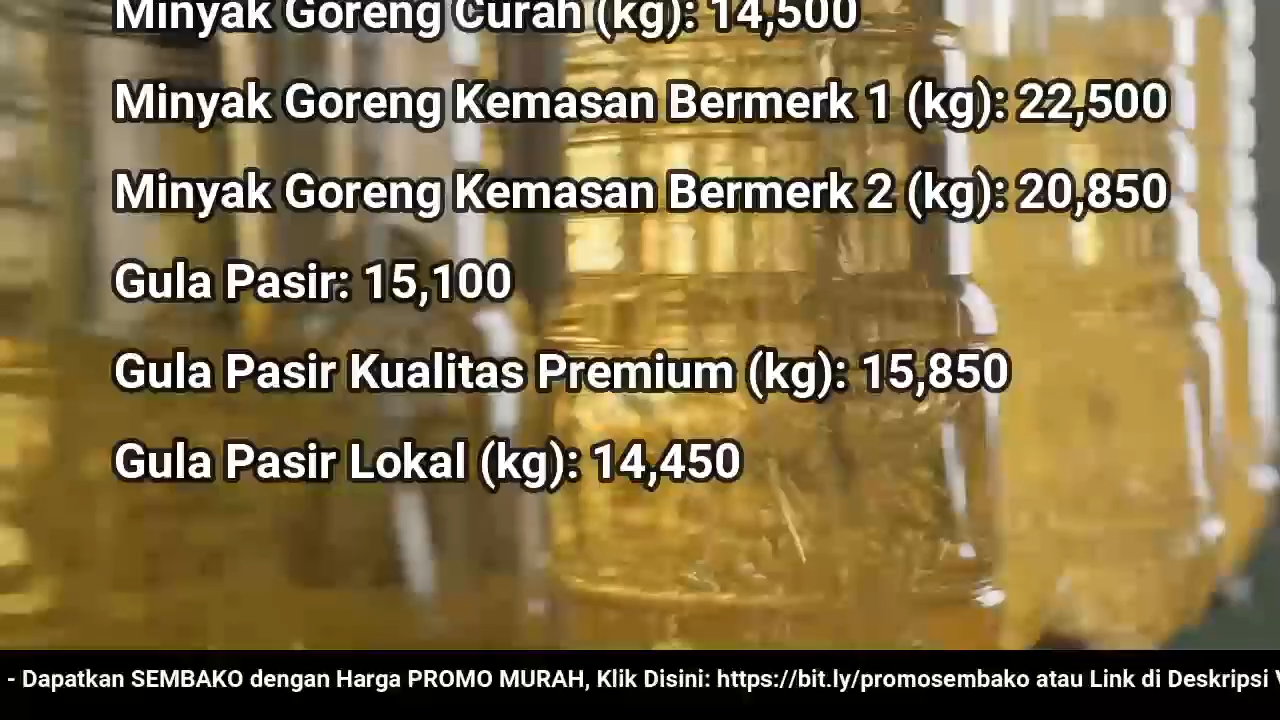 Minyak Goreng Curah (kg): 14,500
Minyak Goreng Kemasan Bermerk 1 (kg): 22,500
Minyak Goreng Kemasan Bermerk 2 (kg): 20,850
Gula Pasir: 15,100
Gula Pasir Kualitas Premium (kg): 15,850
Gula Pasir Lokal (kg): 14,450
- Dapatkan SEMBAKO dengan Harga PROMO MURAH, Klik Disini: https://bit.ly/promosembako atau Link di Deskripsi